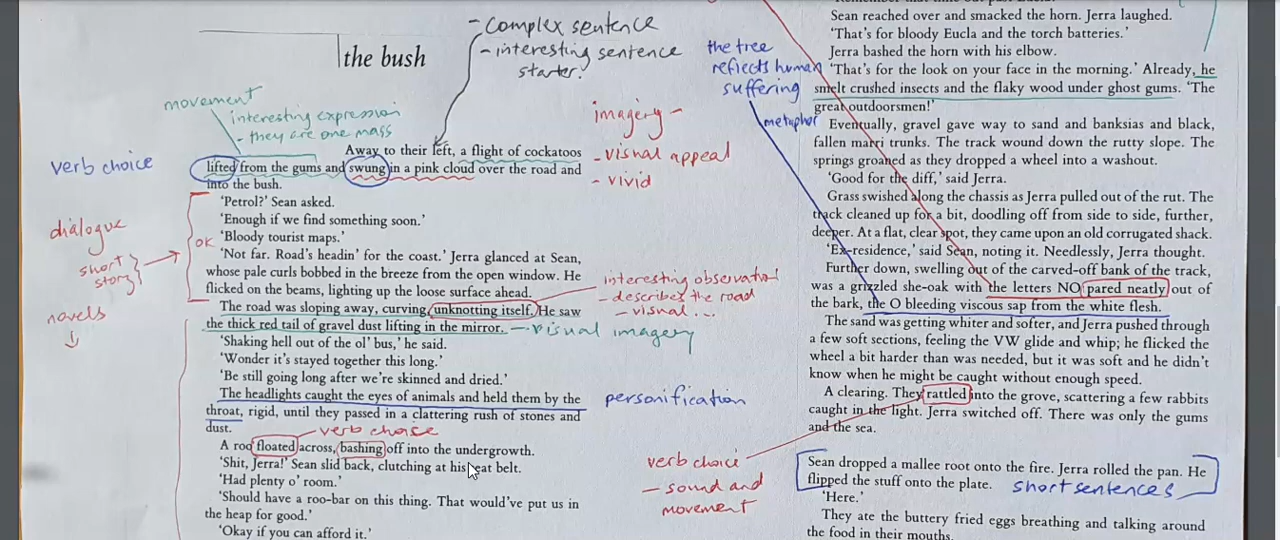 - Complex sentence
- interesting sentence starter.
the bush
movement
interesting expression
- they are one mass
verb choice
imagery -
- visual appeal
- vivid
Away to their left, a flight of cockatoos
lifted from the gums and swung in a pink cloud over the road and
into the bush.
'Petrol?' Sean asked.
'Enough if we find something soon.'
'Bloody tourist maps.'
'Not far. Road's headin' for the coast.' Jerra glanced at Sean,
whose pale curls bobbed in the breeze from the open window. He
flicked on the beams, lighting up the loose surface ahead.
dialogue
short
story
OK
novels
The road was sloping away, curving, unknotting itself. He saw
the thick red tail of gravel dust lifting in the mirror.
interesting observation
- describes the road
- visual ...
- visual imagery
'Shaking hell out of the ol' bus,' he said.
'Wonder it's stayed together this long.'
'Be still going long after we're skinned and dried.'
The headlights caught the eyes of animals and held them by the
throat, rigid, until they passed in a clattering rush of stones and
dust.
personification
verb choice
A roo floated across, bashing off into the undergrowth.
'Shit, Jerra!' Sean slid back, clutching at his seat belt.
'Had plenty o' room.'
'Should have a roo-bar on this thing. That would've put us in
the heap for good.'
'Okay if you can afford it.'
Sean reached over and smacked the horn. Jerra laughed.
'That's for bloody Eucla and the torch batteries.'
Jerra bashed the horn with his elbow.
'That's for the look on your face in the morning.' Already, he
smelt crushed insects and the flaky wood under ghost gums. 'The
great outdoorsmen!'
the tree
reflects human
suffering
metaphor
Eventually, gravel gave way to sand and banksias and black,
fallen marri trunks. The track wound down the rutty slope. The
springs groaned as they dropped a wheel into a washout.
'Good for the diff,' said Jerra.
Grass swished along the chassis as Jerra pulled out of the rut. The
track cleaned up for a bit, doodling off from side to side, further,
deeper. At a flat, clear spot, they came upon an old corrugated shack.
'Ex-residence,' said Sean, noting it. Needlessly, Jerra thought.
Further down, swelling out of the carved-off bank of the track,
was a grizzled she-oak with the letters NO pared neatly out of
the bark, the O bleeding viscous sap from the white flesh.
The sand was getting whiter and softer, and Jerra pushed through
a few soft sections, feeling the VW glide and whip; he flicked the
wheel a bit harder than was needed, but it was soft and he didn't
know when he might be caught without enough speed.
A clearing. They rattled into the grove, scattering a few rabbits
caught in the light. Jerra switched off. There was only the gums
and the sea.
verb choice
- sound and
movement
Sean dropped a mallee root onto the fire. Jerra rolled the pan. He
flipped the stuff onto the plate.
short sentences
'Here.'
They ate the buttery fried eggs breathing and talking around
the food in their mouths.